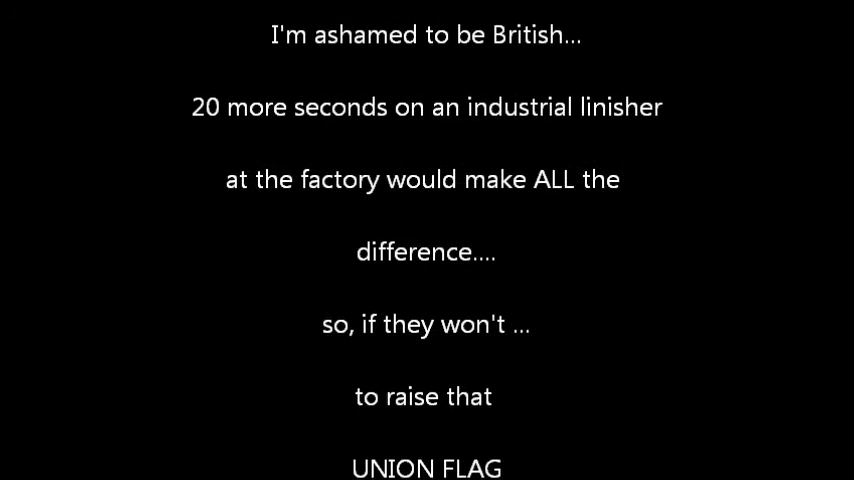 I'm ashamed to be British...
20 more seconds on an industrial linisher
at the factory would make ALL the
difference....
so, if they won't ...
to raise that
UNION FLAG